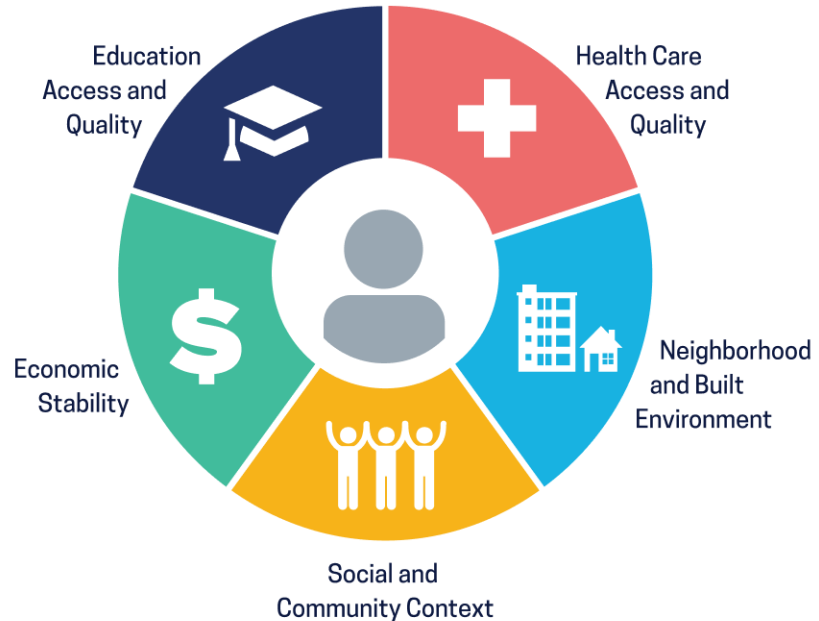 Education
Access and
Quality
Health Care
Access and
Quality
Economic
Stability
Neighborhood
and Built
Environment
Social and
Community Context